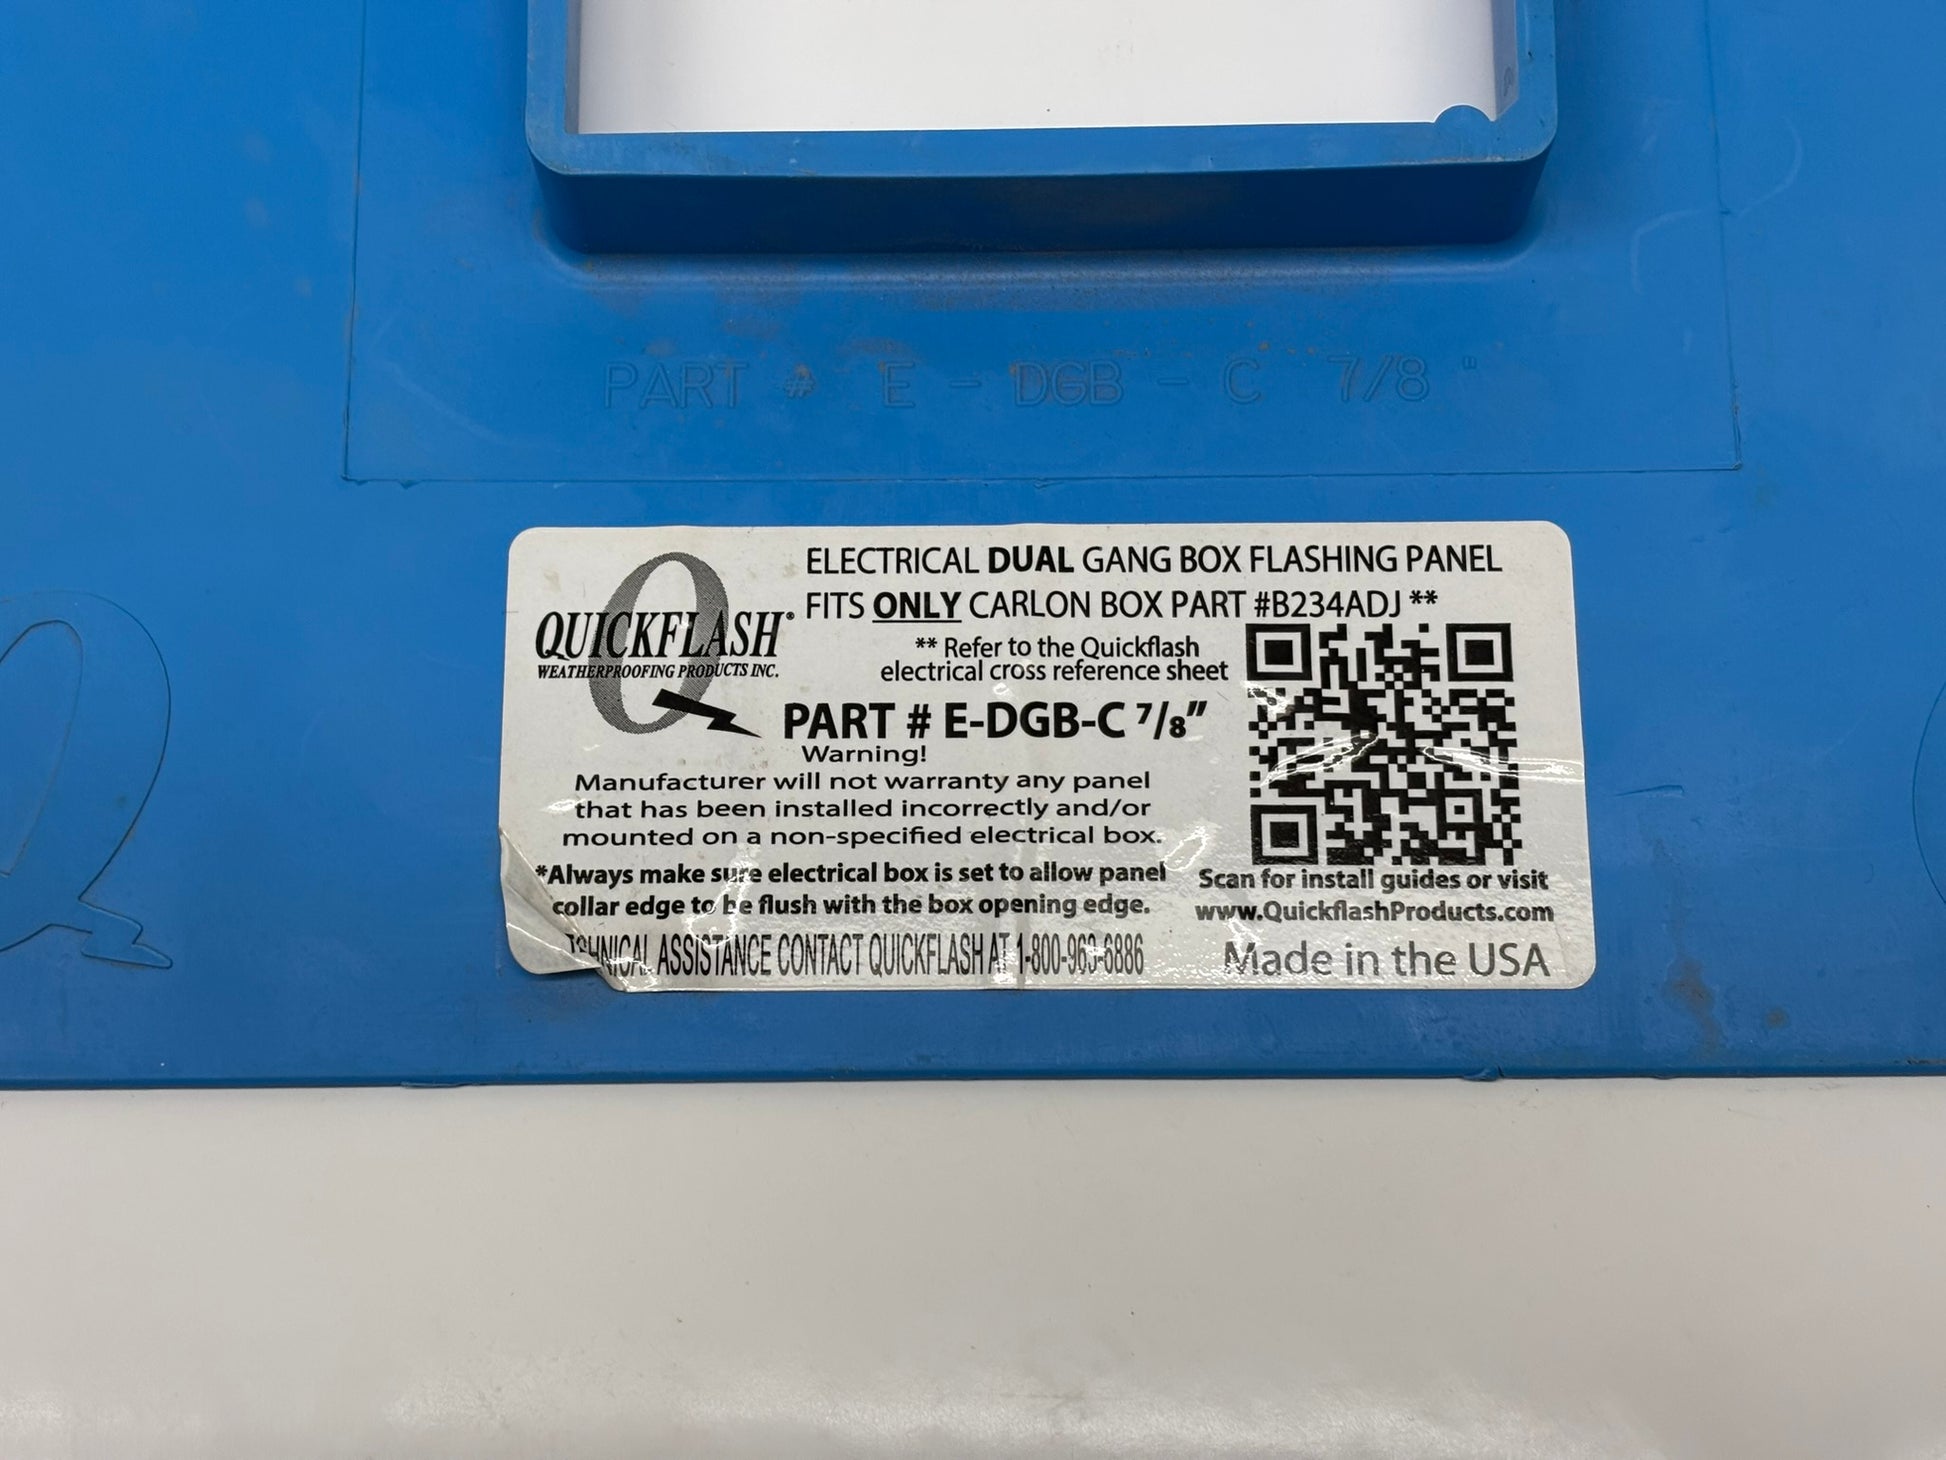 PART # E - DGB - C 7/8 "
ELECTRICAL DUAL GANG BOX FLASHING PANEL
FITS ONLY CARLON BOX PART #B234ADJ **
QUICKFLASH®
WEATHERPROOFING PRODUCTS INC.
** Refer to the Quickflash
electrical cross reference sheet
PART # E-DGB-C 7/8"
Warning!
Manufacturer will not warranty any panel
that has been installed incorrectly and/or
mounted on a non-specified electrical box.
*Always make sure electrical box is set to allow panel
collar edge to be flush with the box opening edge.
ASSISTANCE CONTACT QUICKFLASH AT 1-800-963-6886
Scan for install guides or visit
www.QuickflashProducts.com
Made in the USA